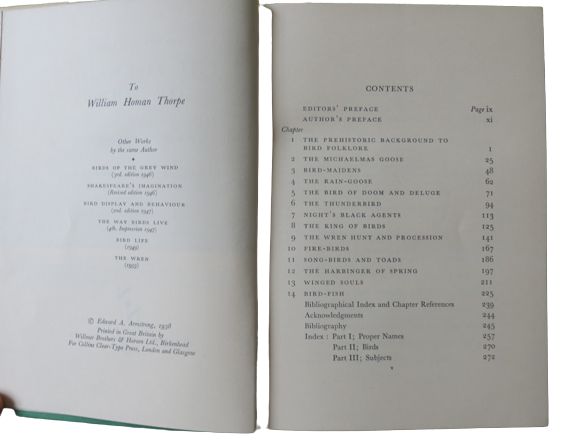 To
William Homan Thorpe
Other Works
by the same Author
BIRDS OF THE GREY WIND
(3rd. edition 1946)
SHAKESPEARE'S IMAGINATION
(Revised edition 1946)
BIRD DISPLAY AND BEHAVIOUR
(2nd. edition 1947)
THE WAY BIRDS LIVE
(4th. Impression 1947)
BIRD LIFE
(1949)
THE WREN
(1955)
© Edward A. Armstrong, 1958
Printed in Great Britain by
Willmer Brothers & Haram Ltd., Birkenhead
For Collins Clear-Type Press, London and Glasgow
CONTENTS
EDITORS' PREFACE Page ix
AUTHOR'S PREFACE xi
Chapter
1 THE PREHISTORIC BACKGROUND TO
BIRD FOLKLORE 1
2 THE MICHAELMAS GOOSE 25
3 BIRD-MAIDENS 48
4 THE RAIN-GOOSE 62
5 THE BIRD OF DOOM AND DELUGE 71
6 THE THUNDERBIRD 94
7 NIGHT'S BLACK AGENTS 113
8 THE KING OF BIRDS 125
9 THE WREN HUNT AND PROCESSION 141
10 FIRE-BIRDS 167
11 SONG-BIRDS AND TOADS 186
12 THE HARBINGER OF SPRING 197
13 WINGED SOULS 211
14 BIRD-FISH 225
Bibliographical Index and Chapter References 239
Acknowledgments 244
Bibliography 245
Index : Part I; Proper Names 257
Part II; Birds 270
Part III; Subjects 272